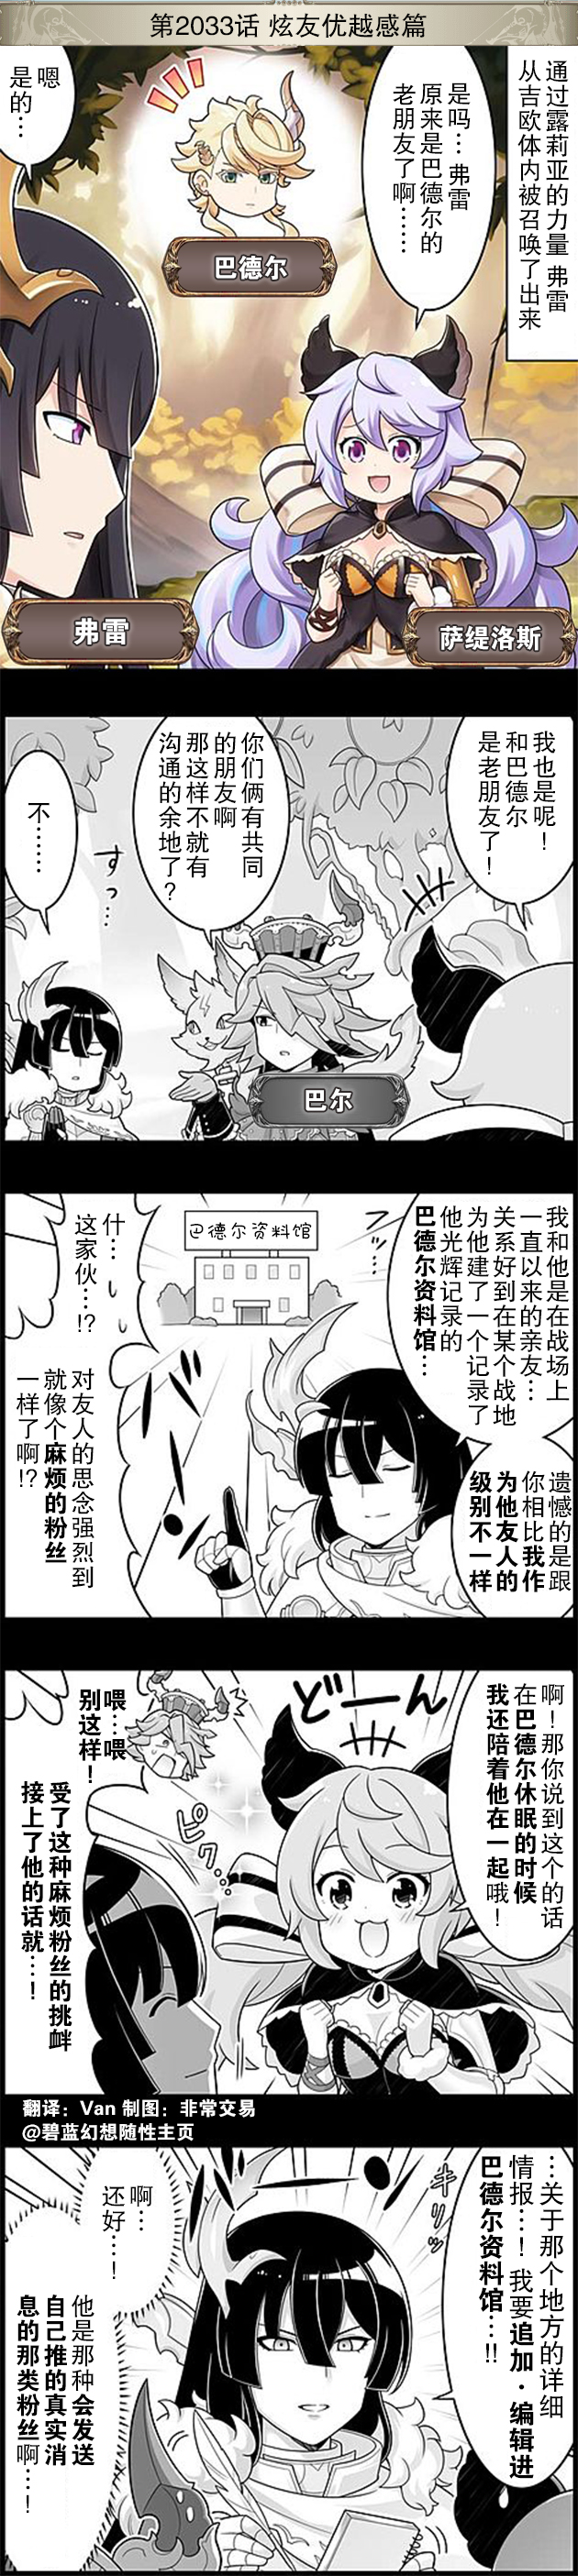 第2033话 炫友优越感篇
通过露莉亚的力量 弗雷
从吉欧体内被召唤了出来
是吗… 弗雷
原来是巴德尔的
老朋友了啊……
嗯
是的…
巴德尔
弗雷
萨缇洛斯
我也是呢！
和巴德尔
是老朋友了！
你们俩有共同
的朋友啊
那这样不就有
沟通的余地了？
すっ…
不……
巴尔
我和他是在战场上
一直以来的亲友…
关系好到在某个战地
为他建了一个记录了
他光辉记录的
巴德尔资料馆…
フッ…
巴德尔资料馆
遗憾的是跟
你相比我作
为他友人的
级别不一样
什…
这家伙…!?
对友人的思念强烈到
就像个麻烦的粉丝
一样了啊!?
啊！那你说到这个的话
在巴德尔休眠的时候
我还陪着他在一起哦！
どーん
ピク…
喂…喂
别这样！
受了这种麻烦粉丝的挑衅
接上了他的话就…！
翻译：Van 制图：非常交易
@碧蓝幻想随性主页
…关于那个地方的详细
情报…！我要追加·编辑进
巴德尔资料馆…!!
キリッ
啊…
还好…！
他是那种会发送
自己推的真实消
息的那类粉丝啊…！